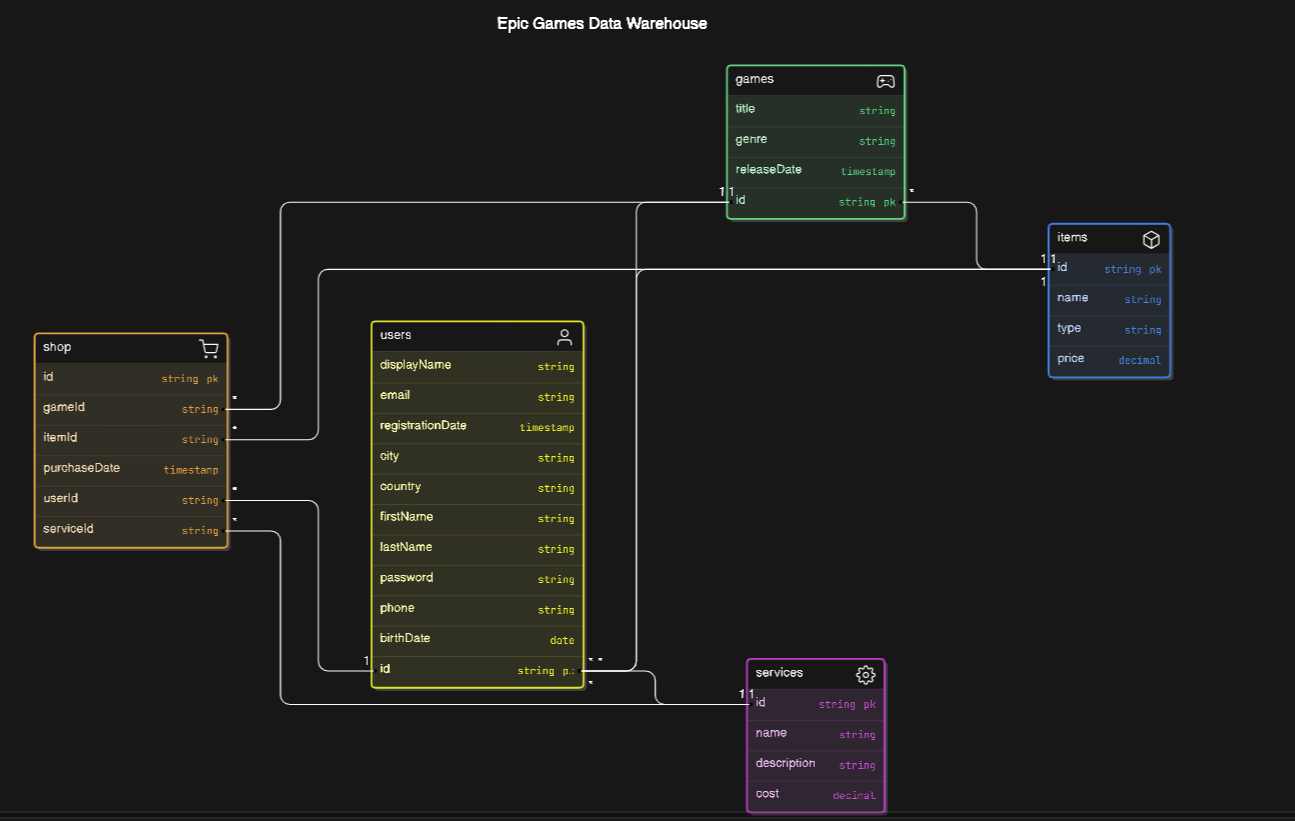 Epic Games Data Warehouse
games
title string
genre string
releaseDate timestamp
1 1 id string pk *
items
1 1 id string pk
1
name string
type string
price decimal
shop
id string pk
gameId string *
itemId string *
purchaseDate timestamp
userId string *
serviceId string *
users
displayName string
email string
registrationDate timestamp
city string
country string
firstName string
lastName string
password string
phone string
birthDate date
1 id string p.: * *
*
services
1 1 id string pk
name string
description string
cost decimal